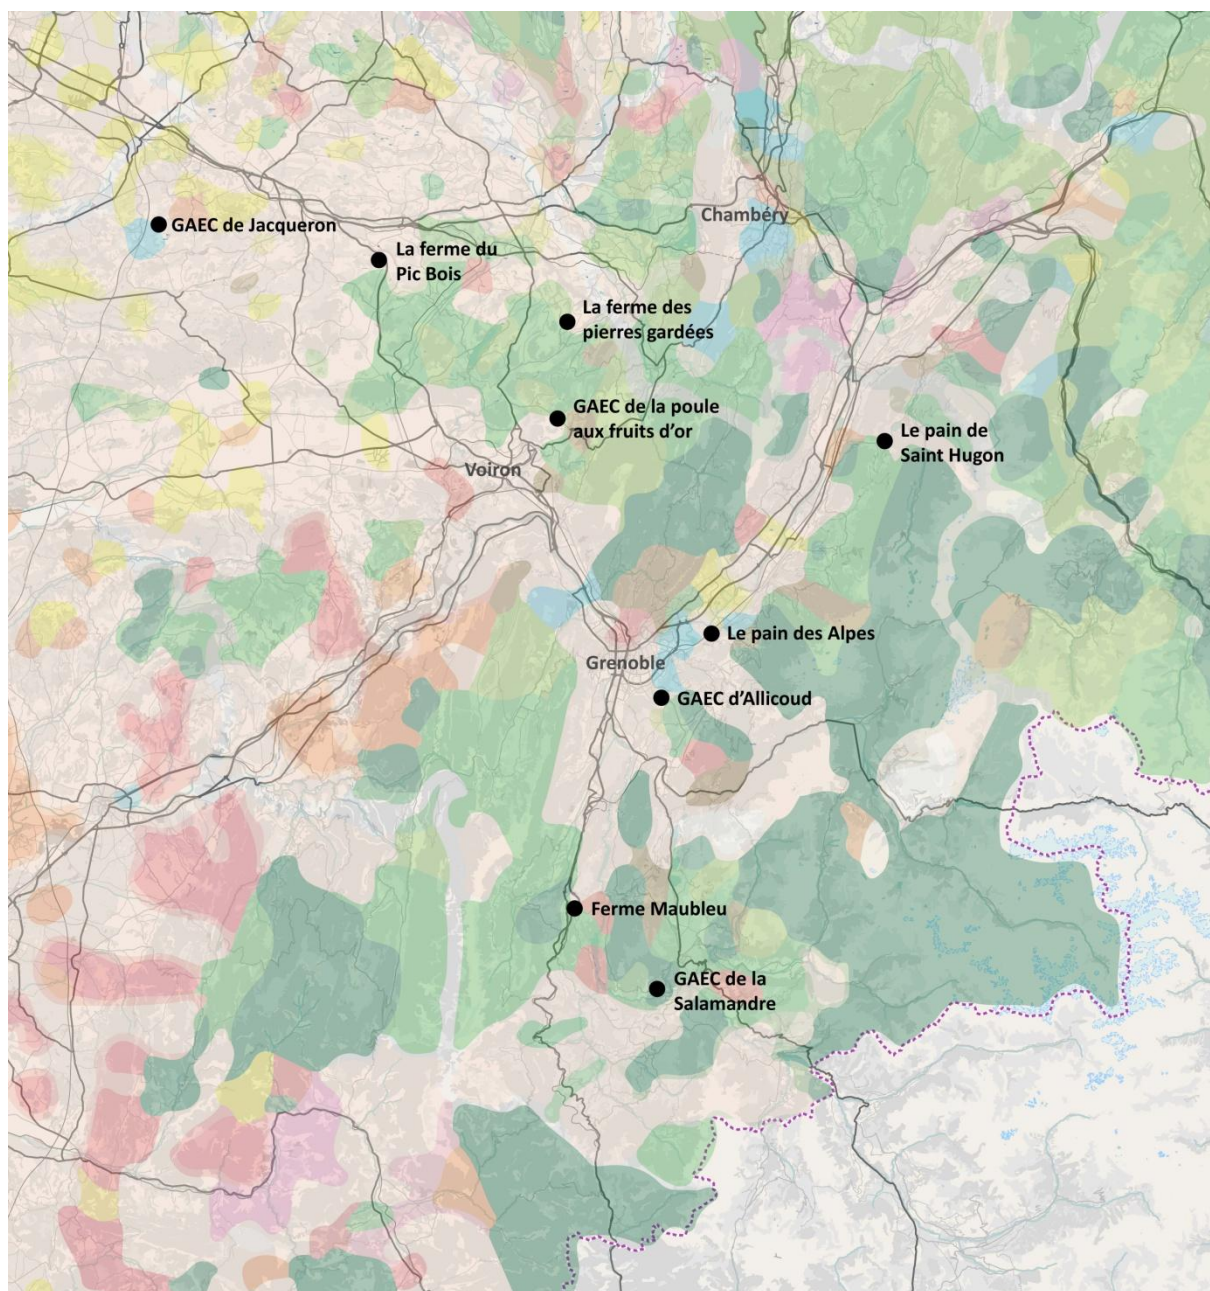 Chambéry
GAEC de Jacqueron
La ferme du
Pic Bois
La ferme des
pierres gardées
GAEC de la poule
aux fruits d’or
Le pain de
Saint Hugon
Voiron
Le pain des Alpes
Grenoble
GAEC d’Allicoud
Ferme Maubleu
GAEC de la
Salamandre